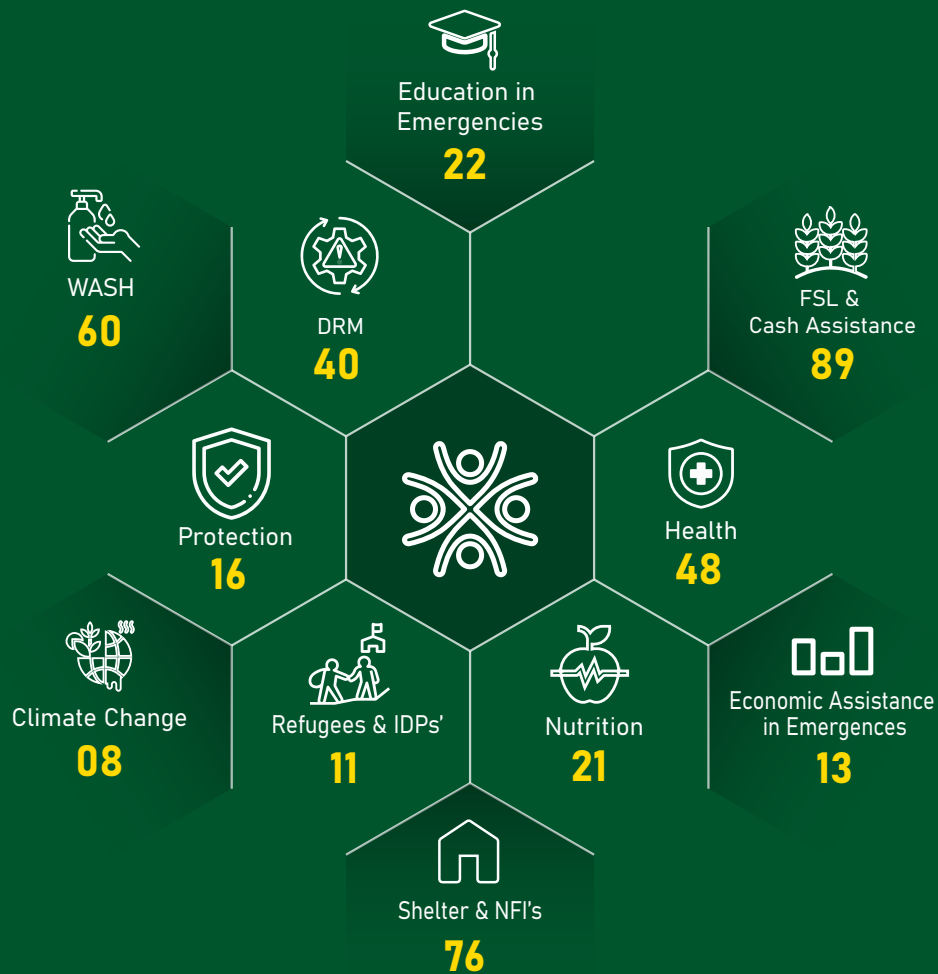 Education in
Emergencies
22
WASH
60
DRM
40
FSL &
Cash Assistance
89
Protection
16
Health
48
Climate Change
08
Refugees & IDPs'
11
Nutrition
21
Economic Assistance
in Emergences
13
Shelter & NFI's
76